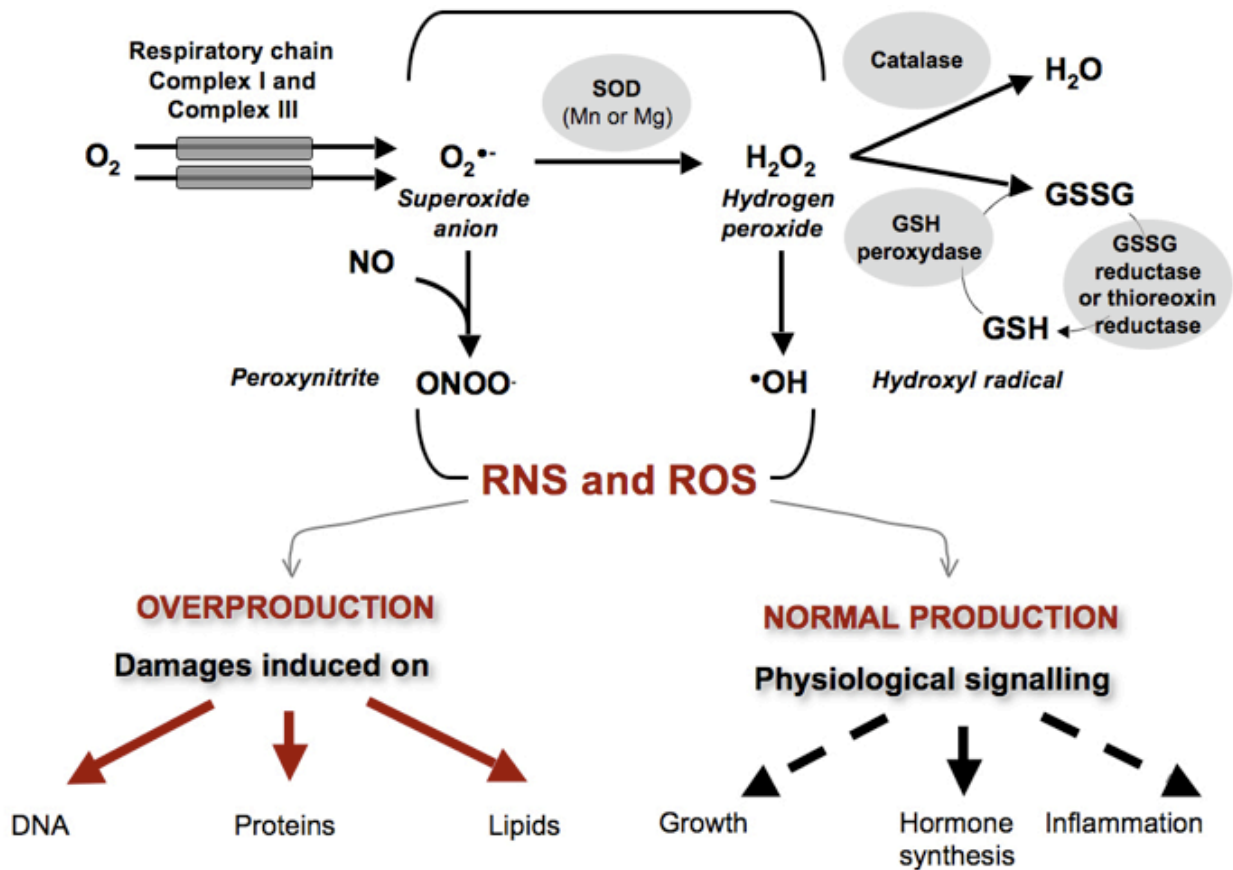 Respiratory chain
Complex I and
Complex III
O₂
O₂•-
Superoxide
anion
SOD
(Mn or Mg)
H₂O₂
Hydrogen
peroxide
Catalase
H₂O
GSSG
GSH
peroxydase
GSSG
reductase
or thioreoxin
reductase
GSH
NO
Peroxynitrite
ONOO-
•OH
Hydroxyl radical
RNS and ROS
OVERPRODUCTION
Damages induced on
DNA
Proteins
Lipids
NORMAL PRODUCTION
Physiological signalling
Growth
Hormone
synthesis
Inflammation